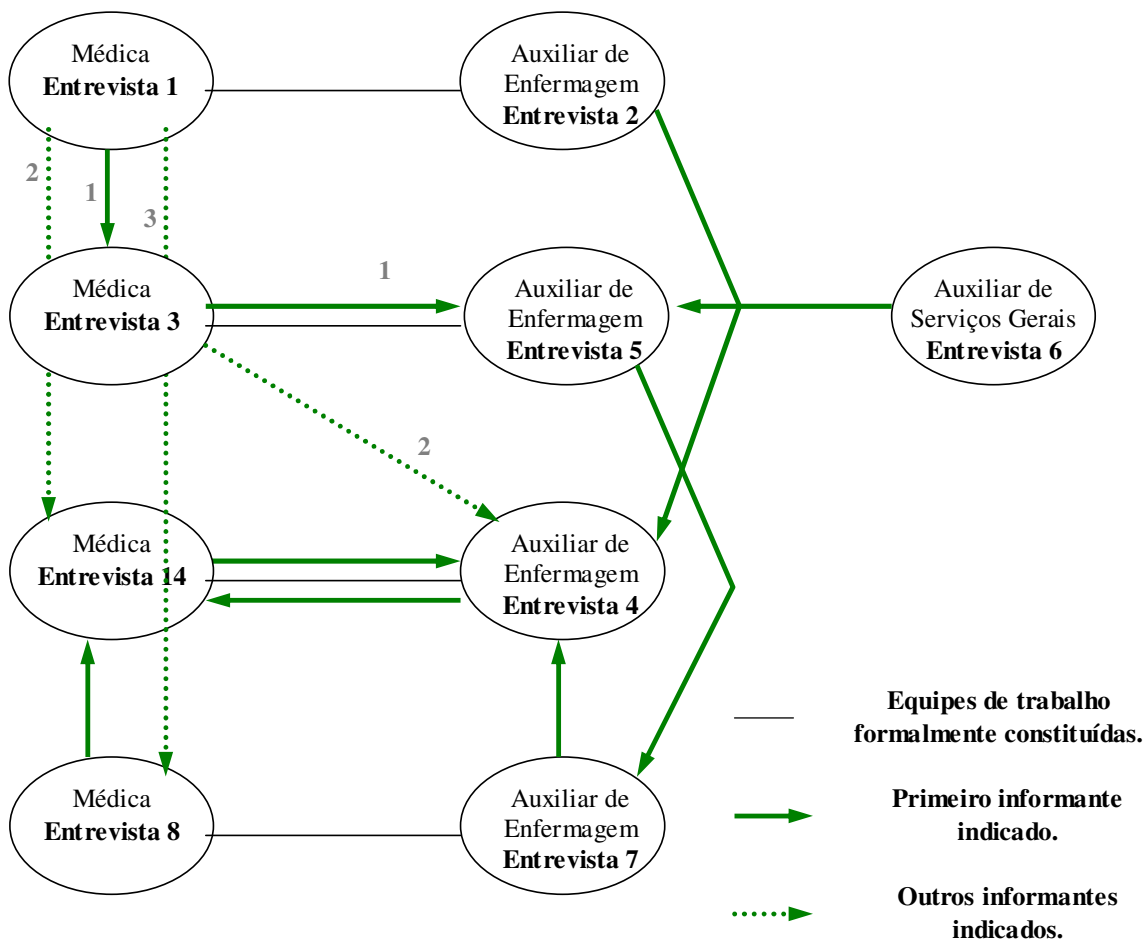 Médica
Entrevista 1
Auxiliar de
Enfermagem
Entrevista 2
2
1
3
Médica
Entrevista 3
1
Auxiliar de
Enfermagem
Entrevista 5
Auxiliar de
Serviços Gerais
Entrevista 6
2
Médica
Entrevista 14
Auxiliar de
Enfermagem
Entrevista 4
Médica
Entrevista 8
Auxiliar de
Enfermagem
Entrevista 7
Equipes de trabalho
formalmente constituídas.
Primeiro informante
indicado.
Outros informantes
indicados.